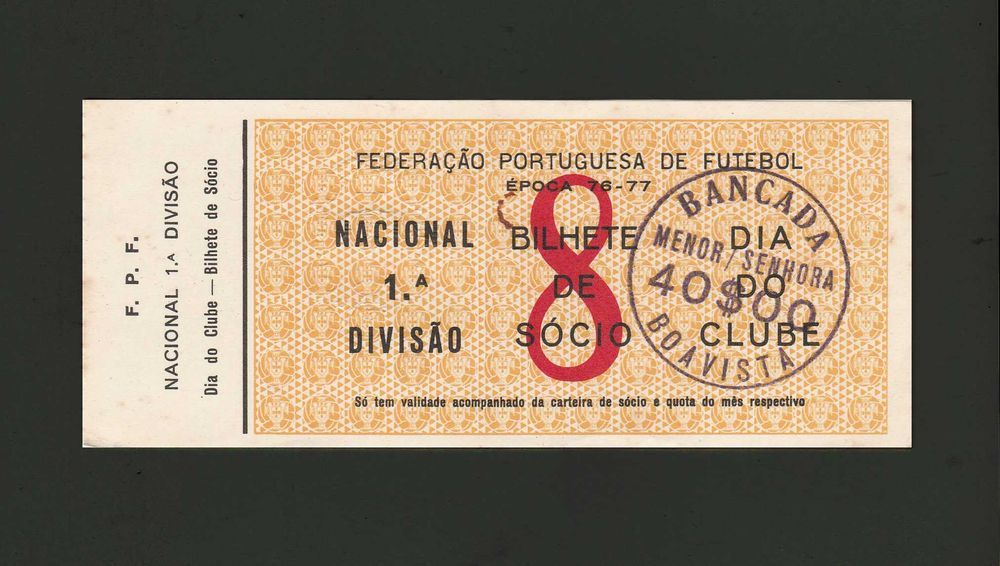 F. P. F.
NACIONAL 1.ᴬ DIVISÃO
Dia do Clube — Bilhete de Sócio
FEDERAÇÃO PORTUGUESA DE FUTEBOL
ÉPOCA 76-77
8
NACIONAL
1.ᴬ
DIVISÃO
BILHETE
DE
SÓCIO
DIA
DO
CLUBE
BANCADA
MENOR / SENHORA
40$00
BOAVISTA
Só tem validade acompanhado da carteira de sócio e quota do mês respectivo